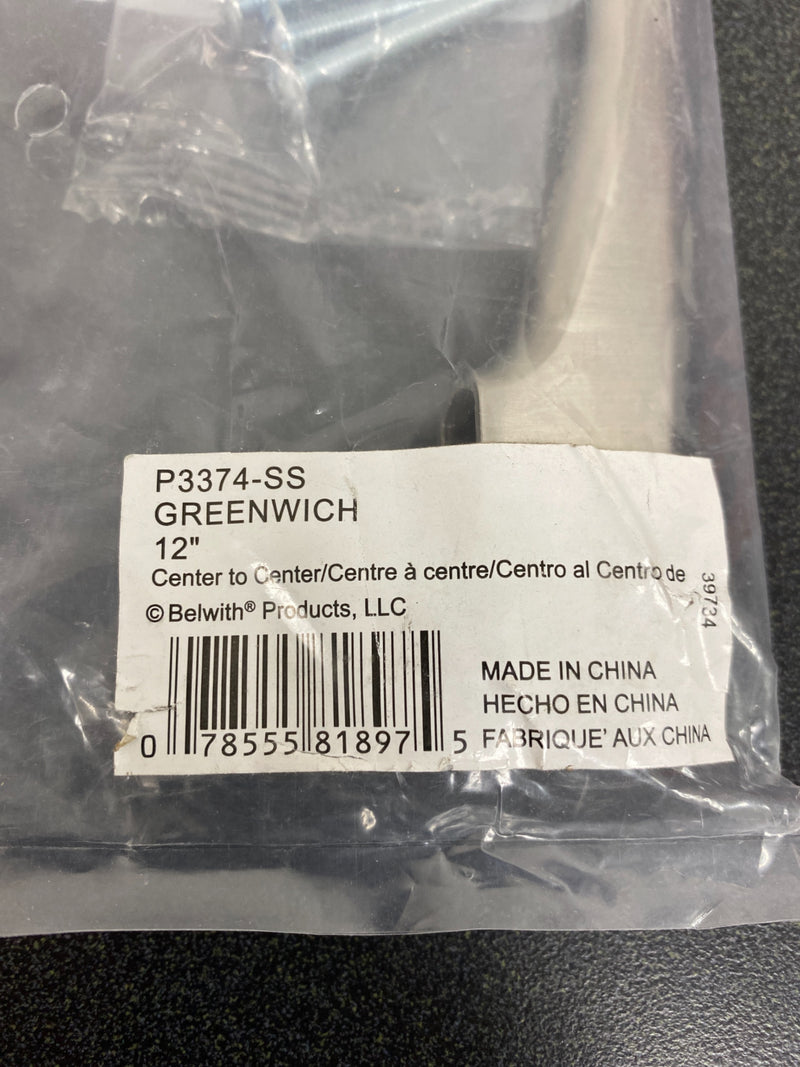 P3374-SS
GREENWICH
12"
Center to Center/Centre à centre/Centro al Centro de
© Belwith® Products, LLC
39734
MADE IN CHINA
HECHO EN CHINA
FABRIQUE' AUX CHINA
0 78555 81897 5